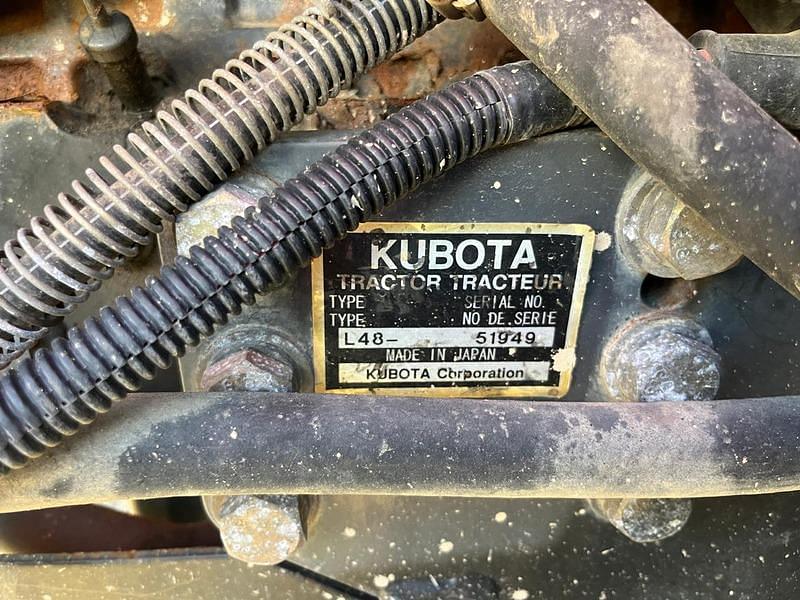 KUBOTA
TRACTOR TRACTEUR
TYPE SERIAL NO.
TYPE NO DE SERIE
L48- 51949
MADE IN JAPAN
KUBOTA Corporation